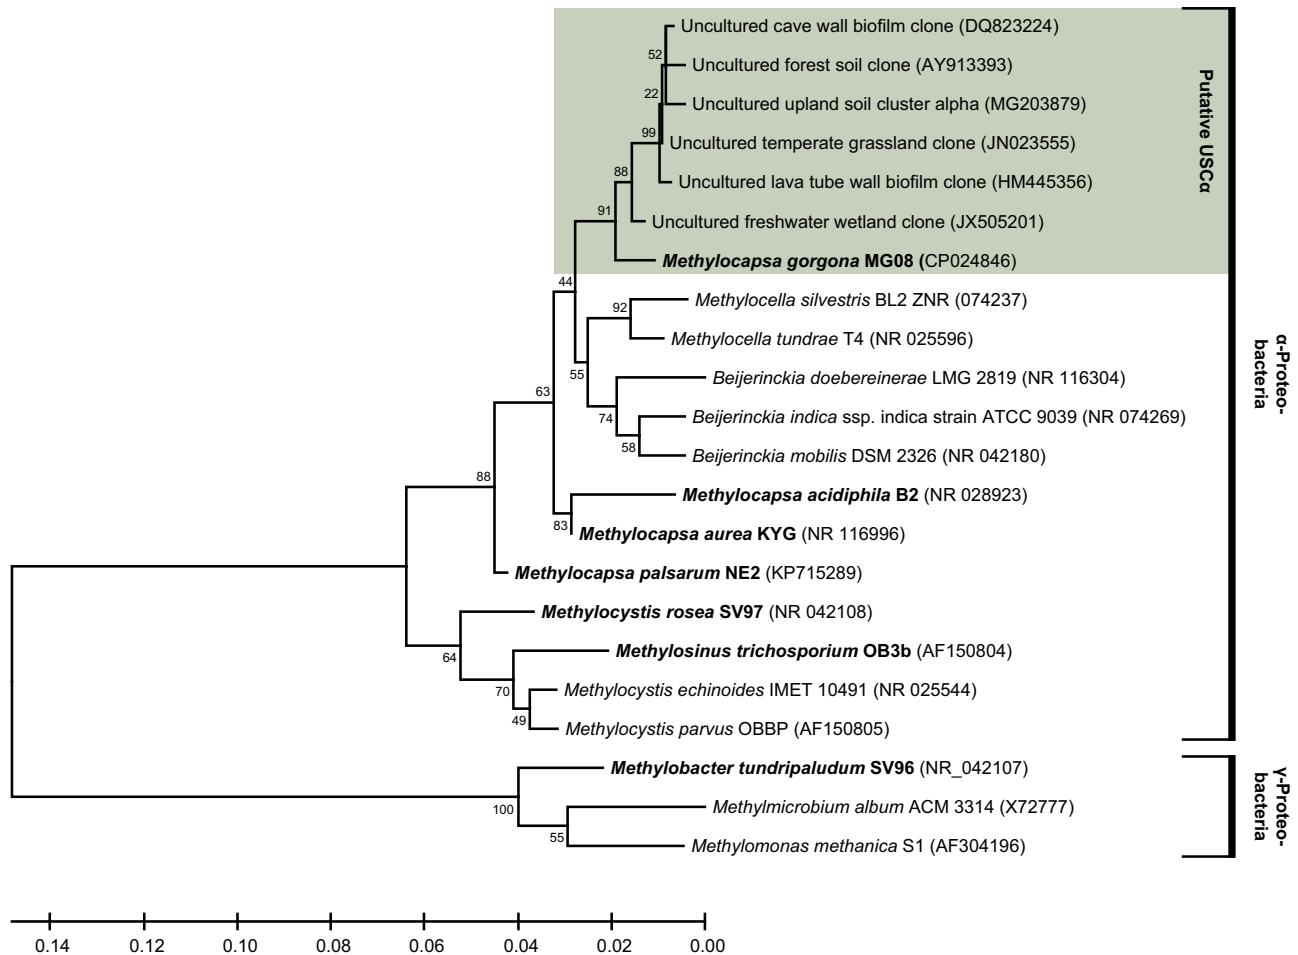 Uncultured cave wall biofilm clone (DQ823224)
52
Uncultured forest soil clone (AY913393)
22
Uncultured upland soil cluster alpha (MG203879)
99
Uncultured temperate grassland clone (JN023555)
88
Uncultured lava tube wall biofilm clone (HM445356)
91
Uncultured freshwater wetland clone (JX505201)
Methylocapsa gorgona MG08 (CP024846)
Putative USCα
44
Methylocella silvestris BL2 ZNR (074237)
92
Methylocella tundrae T4 (NR 025596)
55
Beijerinckia doebereinerae LMG 2819 (NR 116304)
63
74
Beijerinckia indica ssp. indica strain ATCC 9039 (NR 074269)
58
Beijerinckia mobilis DSM 2326 (NR 042180)
α-Proteo-
bacteria
88
Methylocapsa acidiphila B2 (NR 028923)
83
Methylocapsa aurea KYG (NR 116996)
Methylocapsa palsarum NE2 (KP715289)
Methylocystis rosea SV97 (NR 042108)
64
Methylosinus trichosporium OB3b (AF150804)
70
Methylocystis echinoides IMET 10491 (NR 025544)
49
Methylocystis parvus OBBP (AF150805)
Methylobacter tundripaludum SV96 (NR_042107)
100
Methylmicrobium album ACM 3314 (X72777)
55
Methylomonas methanica S1 (AF304196)
γ-Proteo-
bacteria
0.14 0.12 0.10 0.08 0.06 0.04 0.02 0.00